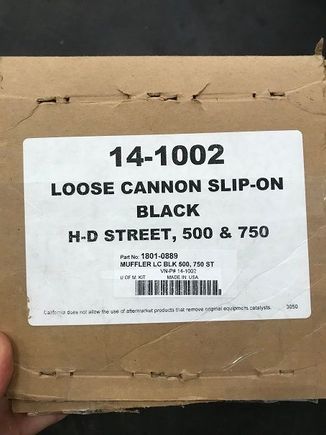 14-1002
LOOSE CANNON SLIP-ON
BLACK
H-D STREET, 500 & 750
Part No: 1801-0889
MUFFLER LC BLK 500, 750 ST
VN-P# 14-1002
U OF M: KIT MADE IN USA
California does not allow the use of aftermarket products that remove original equipment catalysts. 3050